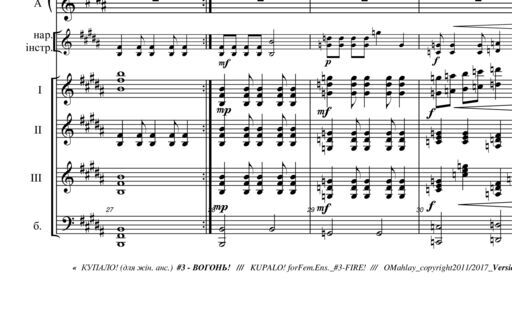 А
нар.
інстр.
mf
p
f
I
mp
mf
f
II
III
27
28
29
30
mp
mf
f
б.
« КУПАЛО! (для жін. анс.) #3 - ВОГОНЬ! /// KUPALO! forFem.Ens._#3-FIRE! /// OMahlay_copyright2011/2017_Versi